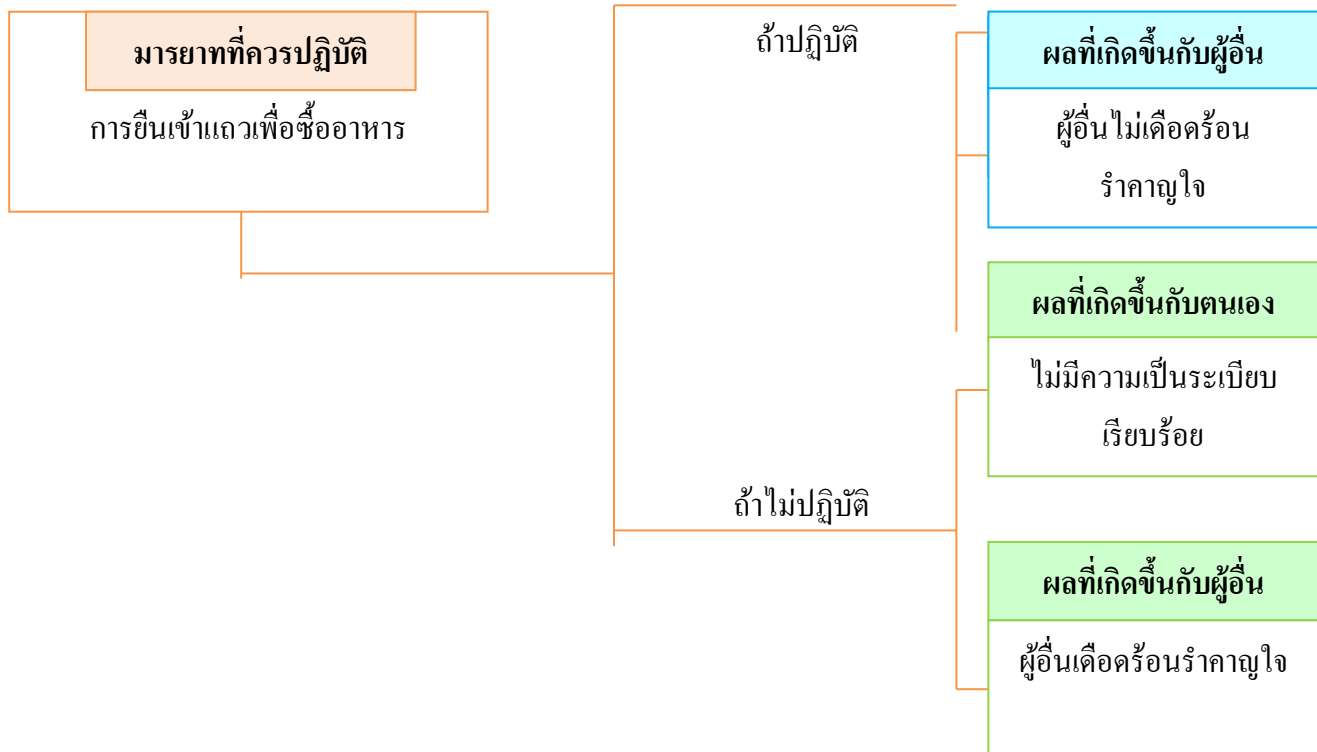 มารยาทที่ควรปฏิบัติ
การยืนเข้าแถวเพื่อซื้ออาหาร
ถ้าปฏิบัติ
ผลที่เกิดขึ้นกับผู้อื่น
ผู้อื่นไม่เดือดร้อน
รำคาญใจ
ผลที่เกิดขึ้นกับตนเอง
ไม่มีความเป็นระเบียบ
เรียบร้อย
ถ้าไม่ปฏิบัติ
ผลที่เกิดขึ้นกับผู้อื่น
ผู้อื่นเดือดร้อนรำคาญใจ